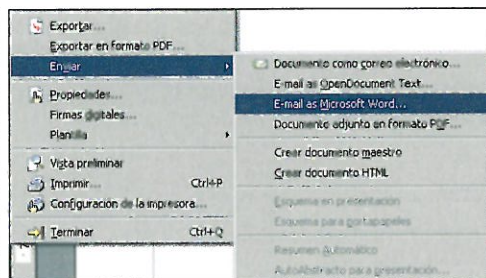 Exportar...
Exportar en formato PDF...
Enviar
Propiedades...
Firmas digitales...
Plantilla
Vista preliminar
Imprimir... Ctrl+P
Configuración de la impresora...
Terminar Ctrl+Q
Documento como correo electrónico...
E-mail as OpenDocument Text...
E-mail as Microsoft Word...
Documento adjunto en formato PDF...
Crear documento maestro
Crear documento HTML
Esquema en presentación
Esquema para portapapeles
Resumen Automático
AutoAbstracto para presentación...